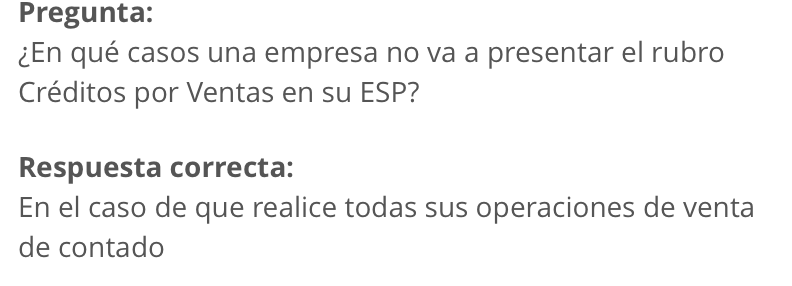 Pregunta:
¿En qué casos una empresa no va a presentar el rubro
Créditos por Ventas en su ESP?
Respuesta correcta:
En el caso de que realice todas sus operaciones de venta
de contado